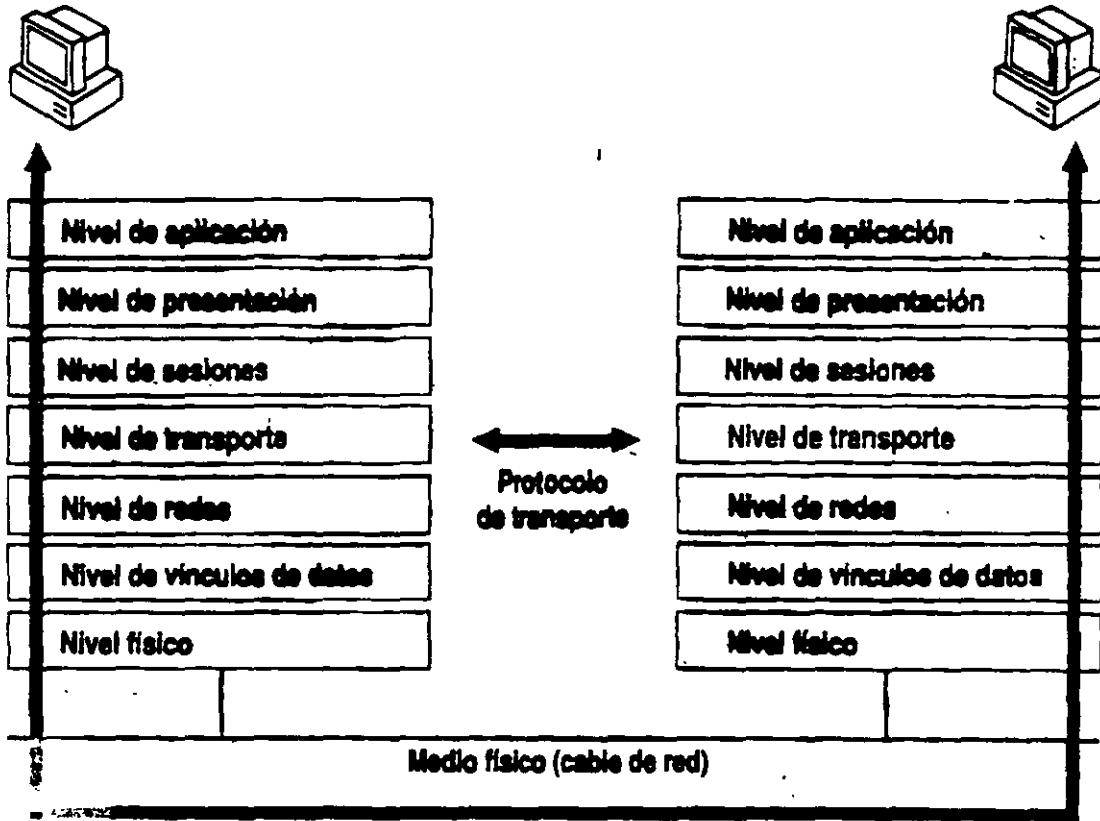 Nivel de aplicación
Nivel de presentación
Nivel de sesiones
Nivel de transporte
Nivel de redes
Nivel de vínculos de datos
Nivel físico
Protocolo
de transporte
Nivel de aplicación
Nivel de presentación
Nivel de sesiones
Nivel de transporte
Nivel de redes
Nivel de vínculos de datos
Nivel físico
Medio físico (cable de red)